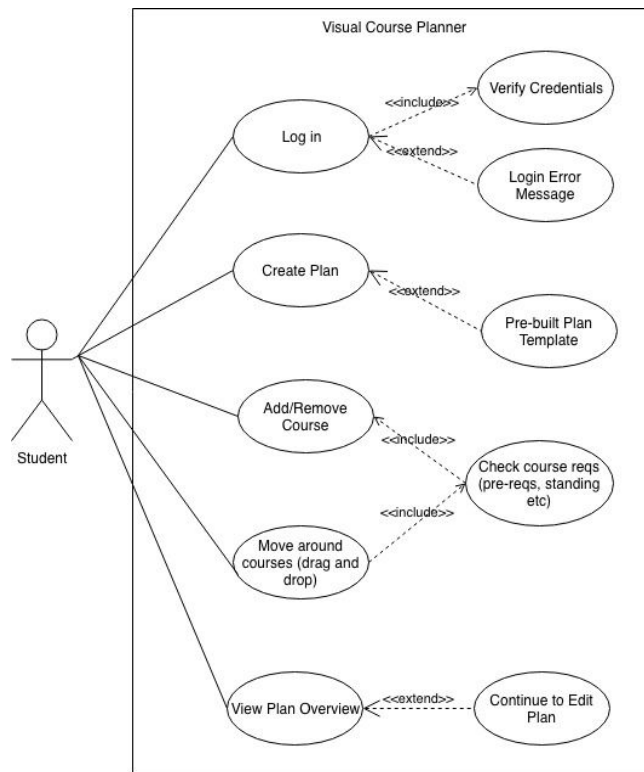 Visual Course Planner
Verify Credentials
<<include>>
Log in
<<extend>>
Login Error
Message
Create Plan
<<extend>>
Pre-built Plan
Template
Student
Add/Remove
Course
<<include>>
Check course reqs
(pre-reqs, standing
etc)
<<include>>
Move around
courses (drag and
drop)
View Plan Overview
<<extend>>
Continue to Edit
Plan